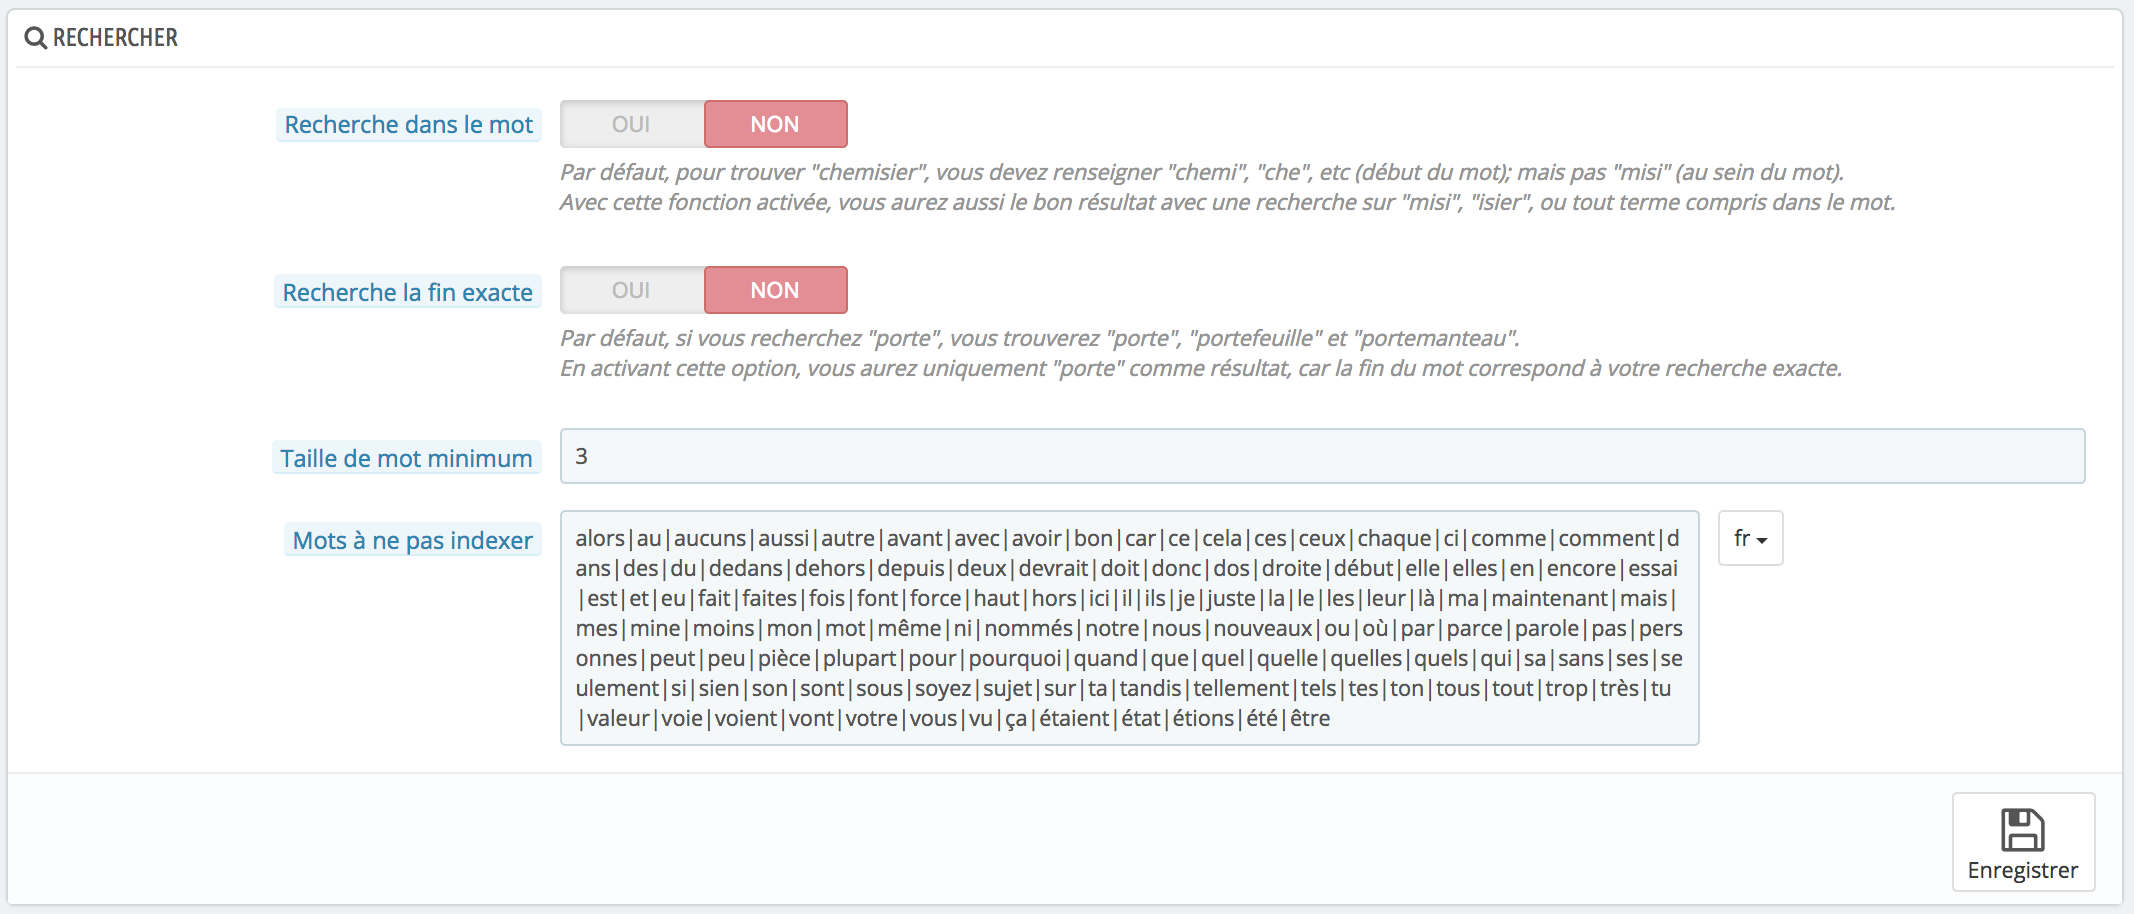 RECHERCHER
Recherche dans le mot
OUI NON
Par défaut, pour trouver "chemisier", vous devez renseigner "chemi", "che", etc (début du mot); mais pas "misi" (au sein du mot).
Avec cette fonction activée, vous aurez aussi le bon résultat avec une recherche sur "misi", "isier", ou tout terme compris dans le mot.
Recherche la fin exacte
OUI NON
Par défaut, si vous recherchez "porte", vous trouverez "porte", "portefeuille" et "portemanteau".
En activant cette option, vous aurez uniquement "porte" comme résultat, car la fin du mot correspond à votre recherche exacte.
Taille de mot minimum
3
Mots à ne pas indexer
alors|au|aucuns|aussi|autre|avant|avec|avoir|bon|car|ce|cela|ces|ceux|chaque|ci|comme|comment|d
ans|des|du|dedans|dehors|depuis|deux|devrait|doit|donc|dos|droite|début|elle|elles|en|encore|essai
|est|et|eu|fait|faites|fois|font|force|haut|hors|ici|il|ils|je|juste|la|le|les|leur|là|ma|maintenant|mais|
mes|mine|moins|mon|mot|même|ni|nommés|notre|nous|nouveaux|ou|où|par|parce|parole|pas|pers
onnes|peut|peu|pièce|plupart|pour|pourquoi|quand|que|quel|quelle|quelles|quels|qui|sa|sans|ses|se
ulement|si|sien|son|sont|sous|soyez|sujet|sur|ta|tandis|tellement|tels|tes|ton|tous|tout|trop|très|tu
|valeur|voie|voient|vont|votre|vous|vu|ça|étaient|état|étions|été|être
fr
Enregistrer